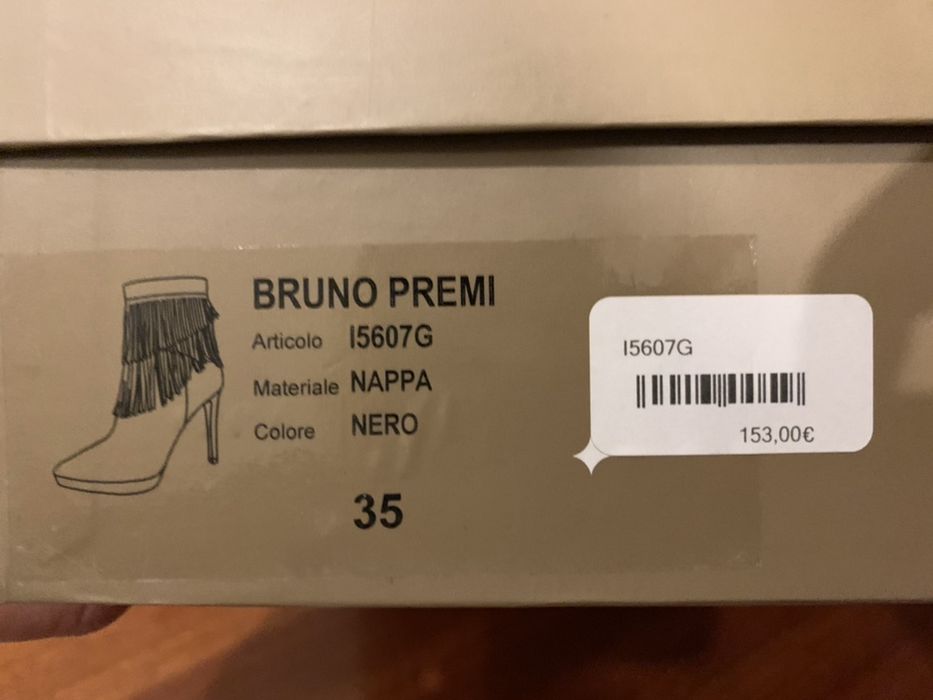 BRUNO PREMI
Articolo I5607G
Materiale NAPPA
Colore NERO
35
I5607G
153,00€